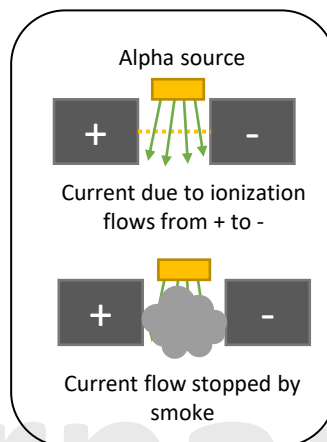 Alpha source
+ -
Current due to ionization
flows from + to -
+ -
Current flow stopped by
smoke